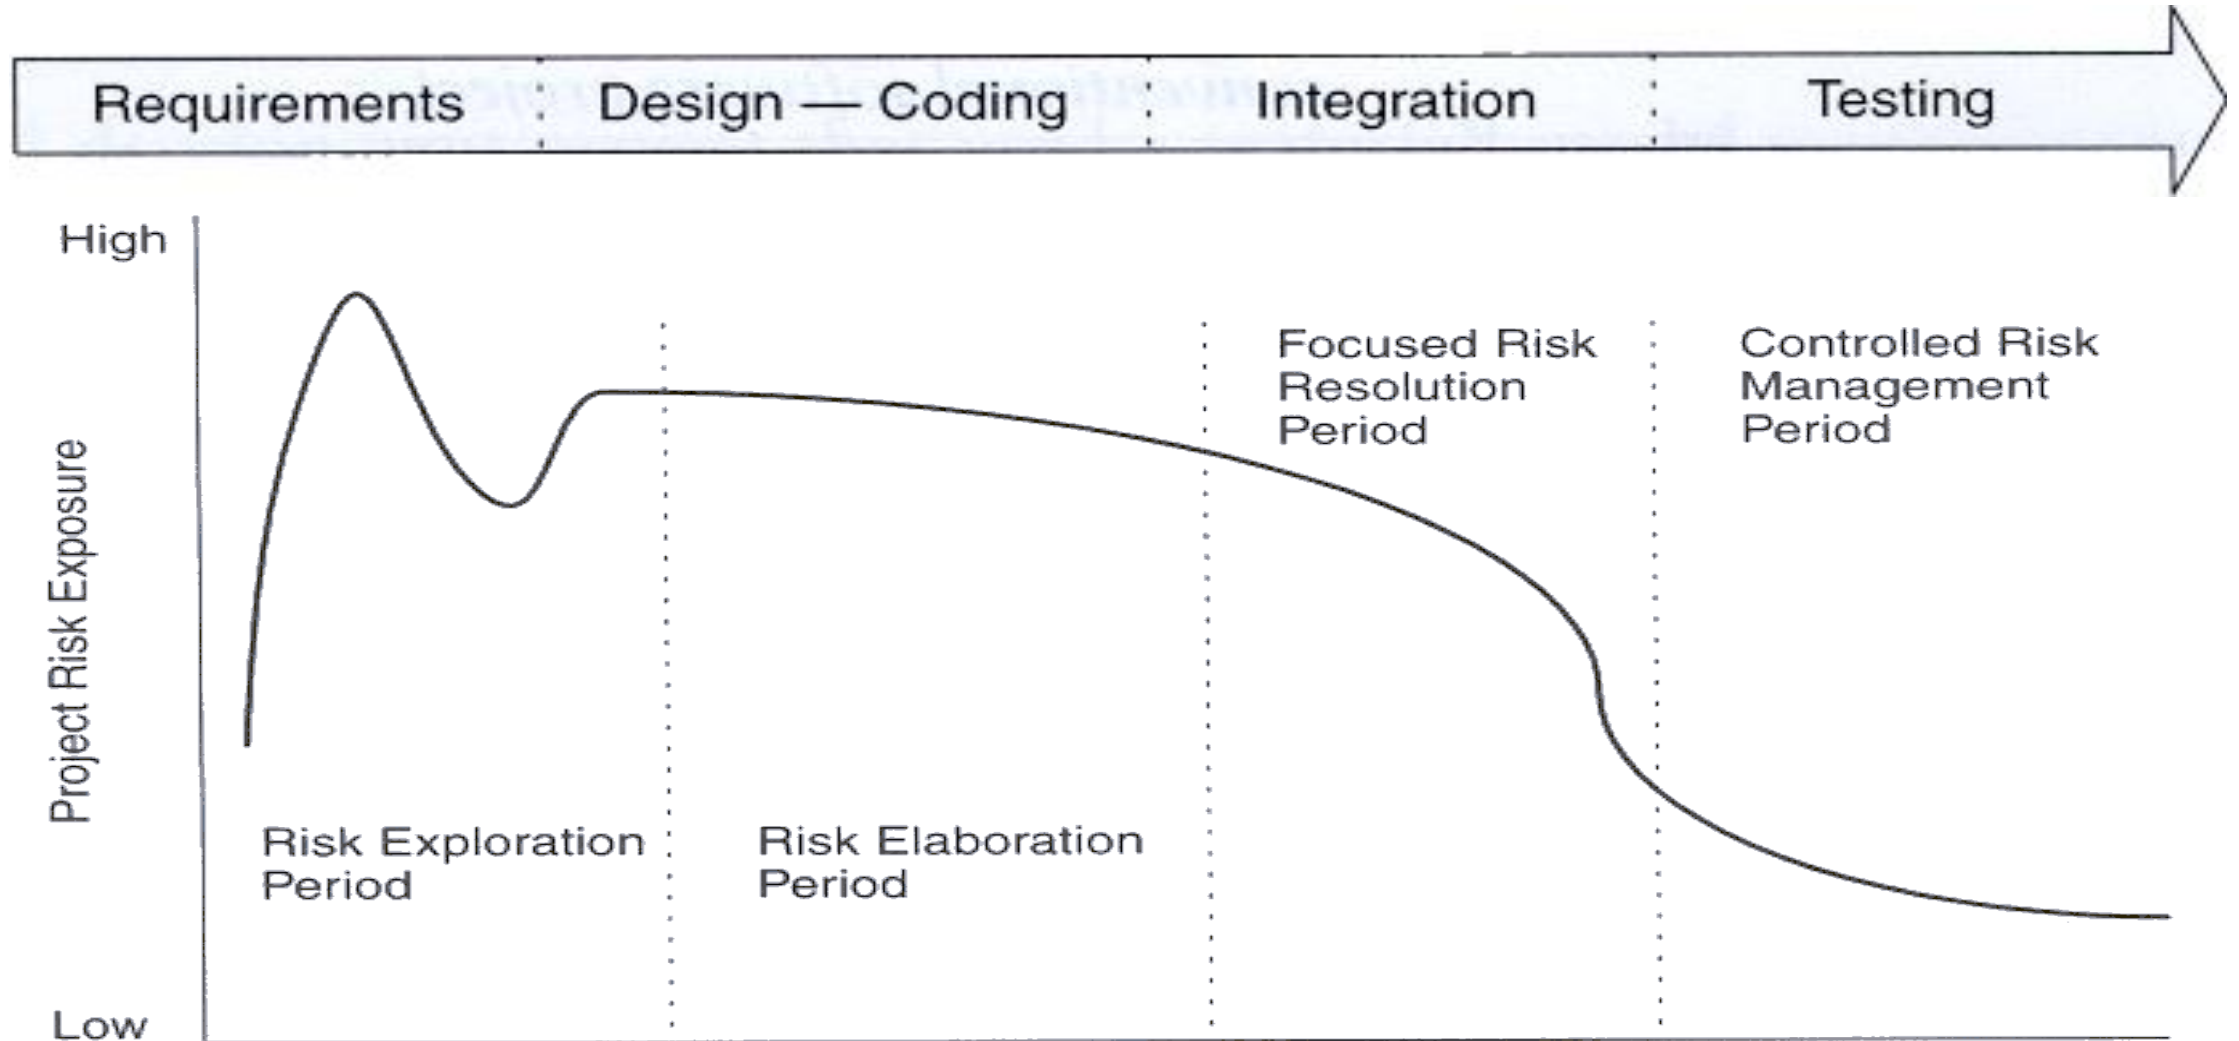 Requirements Design — Coding Integration Testing
High
Focused Risk
Resolution
Period
Controlled Risk
Management
Period
Project Risk Exposure
Risk Exploration
Period
Risk Elaboration
Period
Low